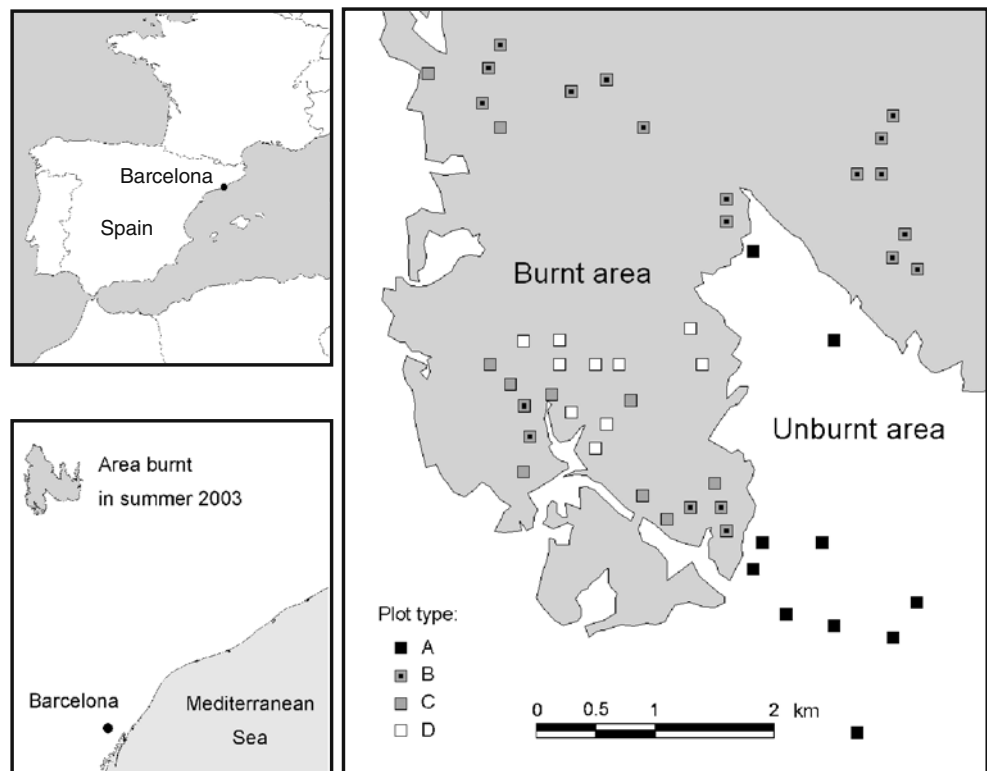 Barcelona
Spain
Area burnt
in summer 2003
Barcelona
Mediterranean
Sea
Burnt area
Unburnt area
Plot type:
A
B
C
D
0 0.5 1 2 km